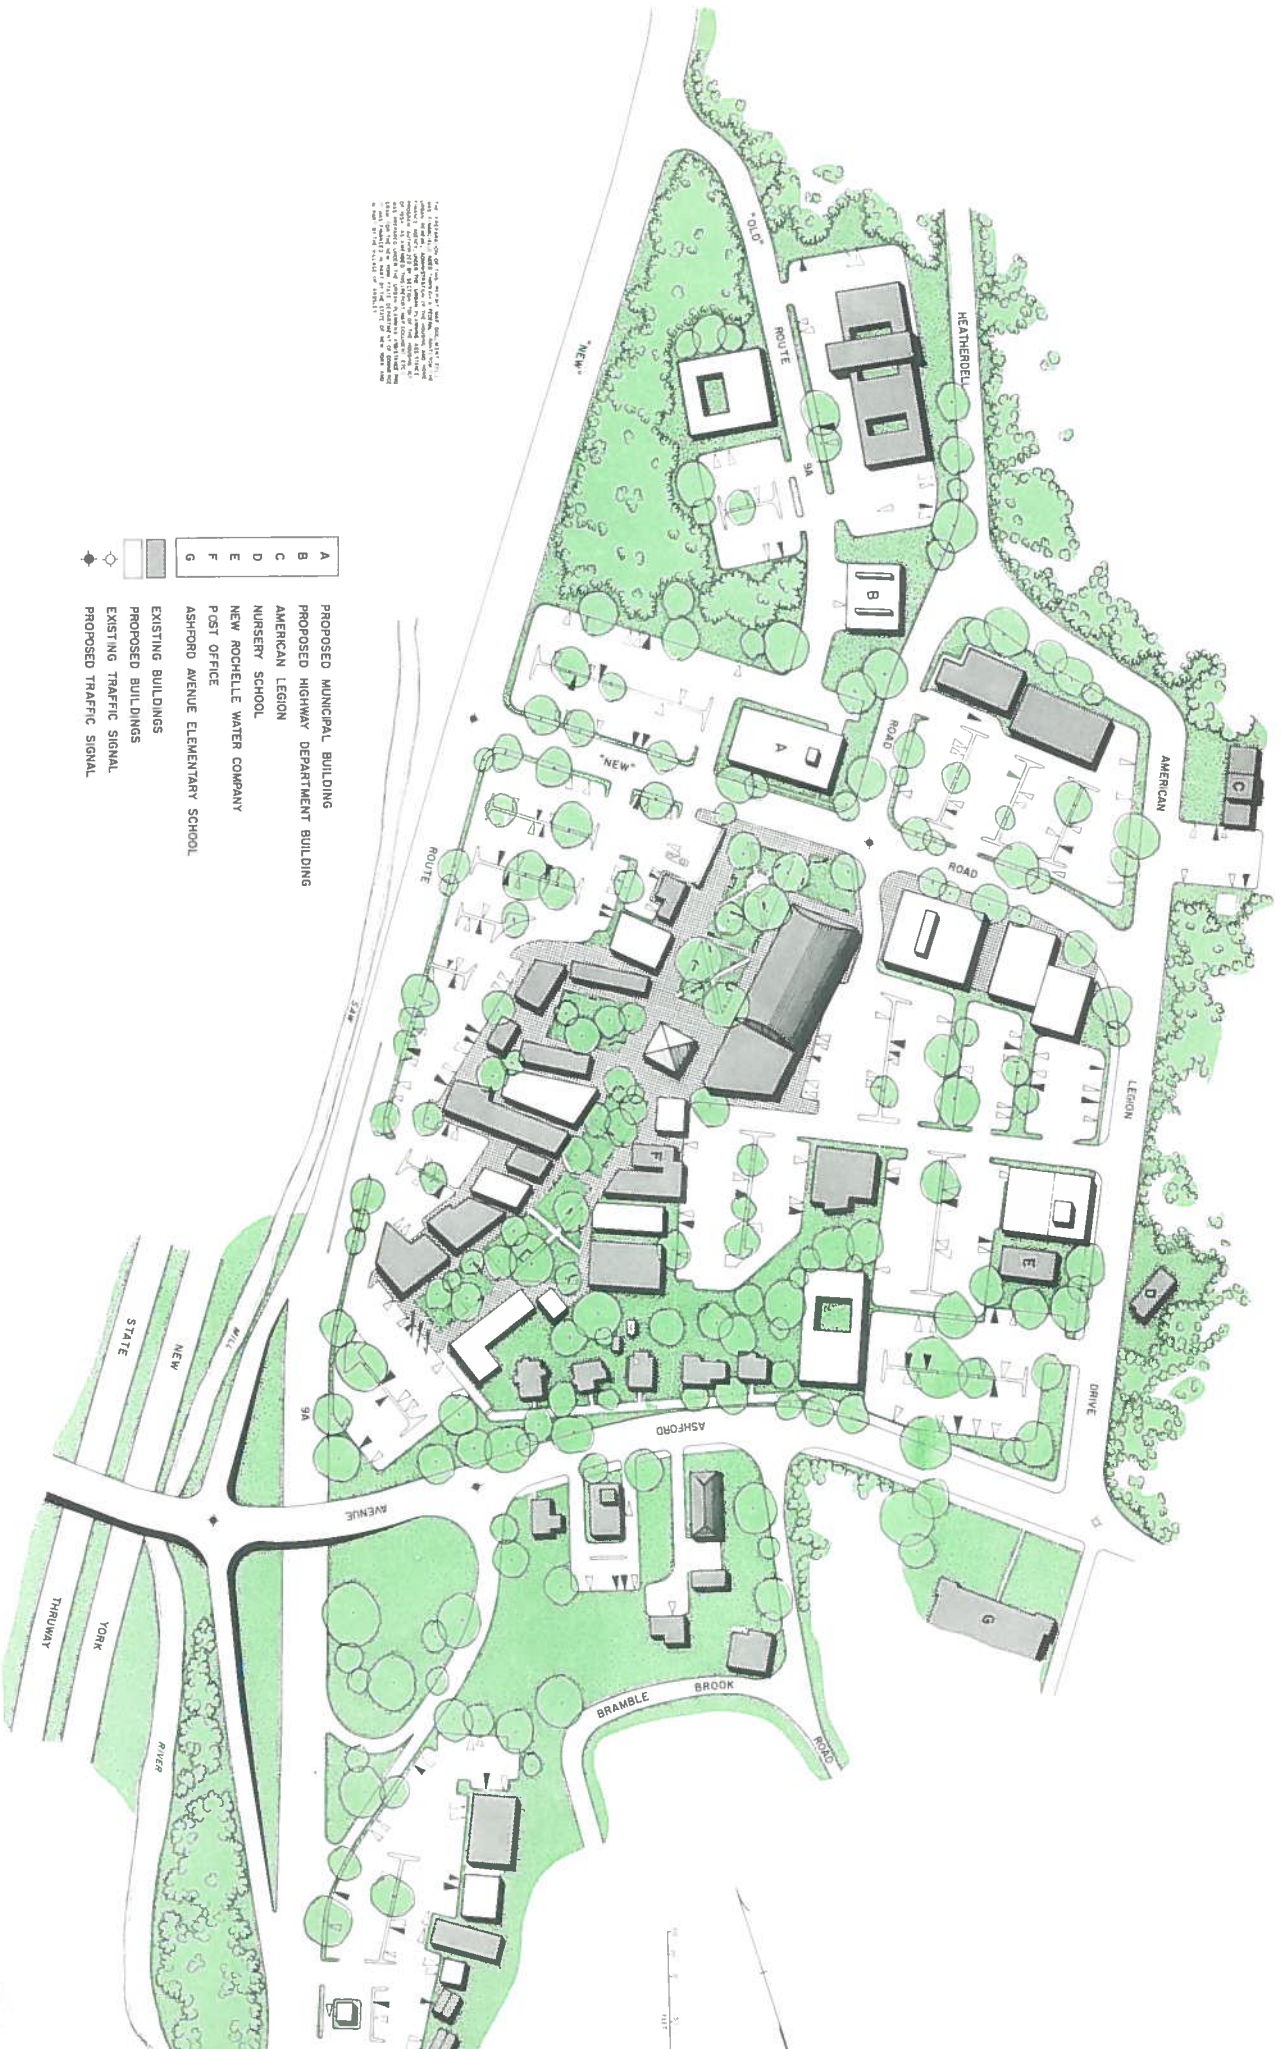 A PROPOSED MUNICIPAL BUILDING
B PROPOSED HIGHWAY DEPARTMENT BUILDING
C AMERICAN LEGION
D NURSERY SCHOOL
E NEW ROCHELLE WATER COMPANY
F POST OFFICE
G ASHFORD AVENUE ELEMENTARY SCHOOL
EXISTING BUILDINGS
PROPOSED BUILDINGS
EXISTING TRAFFIC SIGNAL
PROPOSED TRAFFIC SIGNAL
"OLD" ROUTE 9A
HEATHERDELL ROAD
"NEW"
AMERICAN LEGION DRIVE
"NEW" ROAD
ROUTE 9A
SAW MILL RIVER
NEW YORK
STATE THRUWAY
ASHFORD AVENUE
BRAMBLE BROOK ROAD
A
B
C
D
E
F
G
FEET